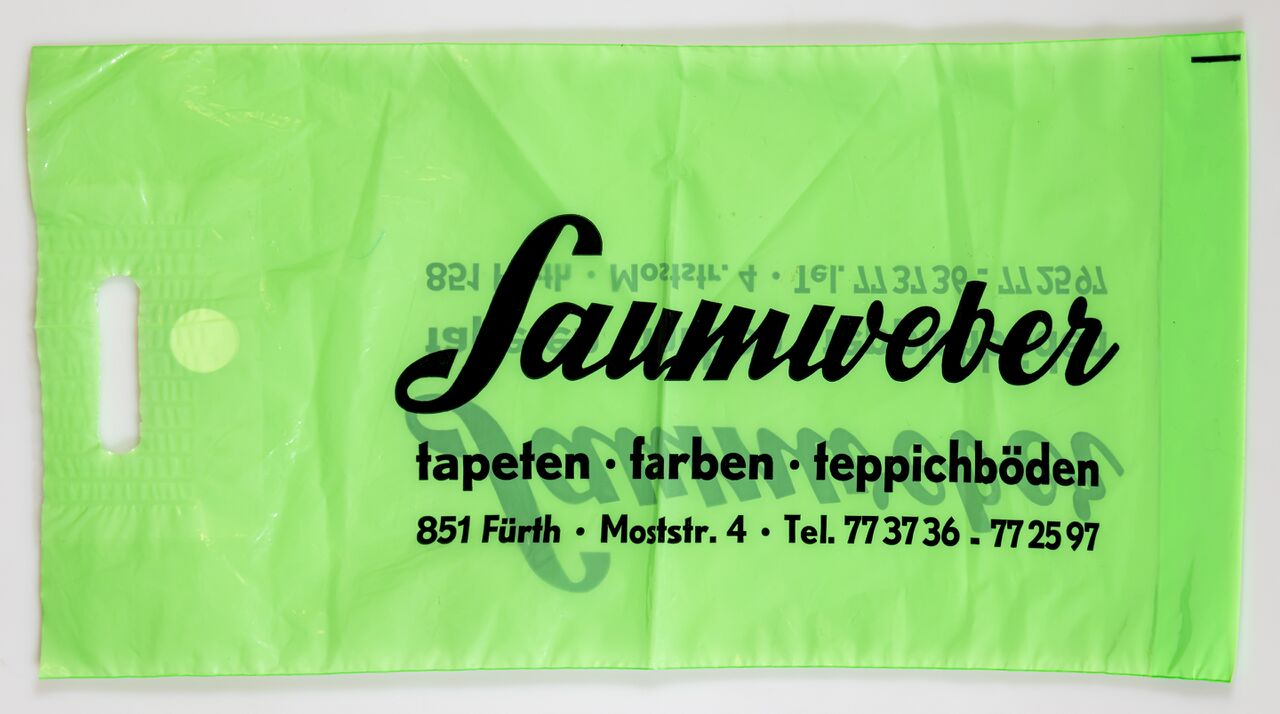 Saumweber
tapeten · farben · teppichböden
851 Fürth · Moststr. 4 · Tel. 77 37 36 - 77 25 97